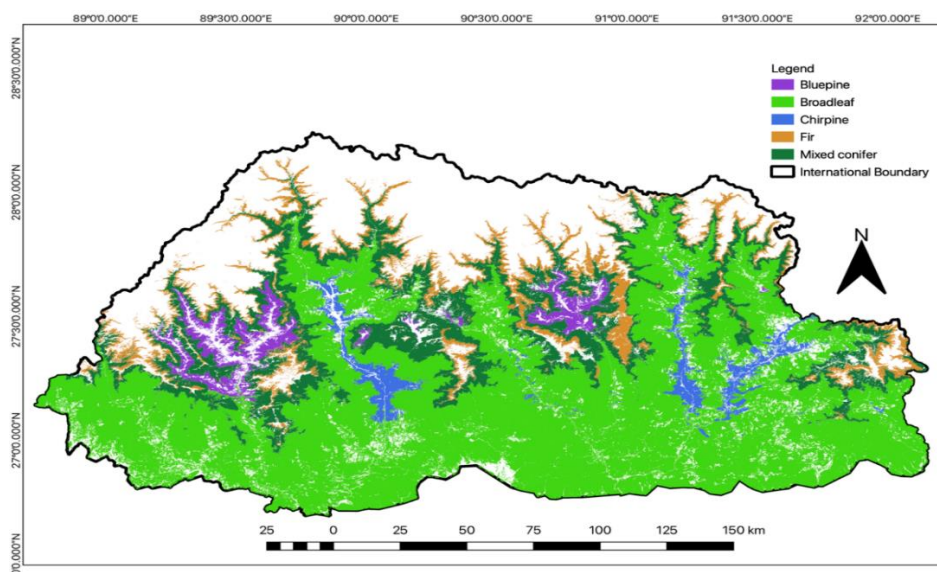 89°0'0.000"E 89°30'0.000"E 90°0'0.000"E 90°30'0.000"E 91°0'0.000"E 91°30'0.000"E 92°0'0.000"E
28°30'0.000"N
Legend
Bluepine
Broadleaf
Chirpine
Fir
Mixed conifer
International Boundary
28°0'0.000"N
N
27°30'0.000"N
27°0'0.000"N
25 0 25 50 75 100 125 150 km